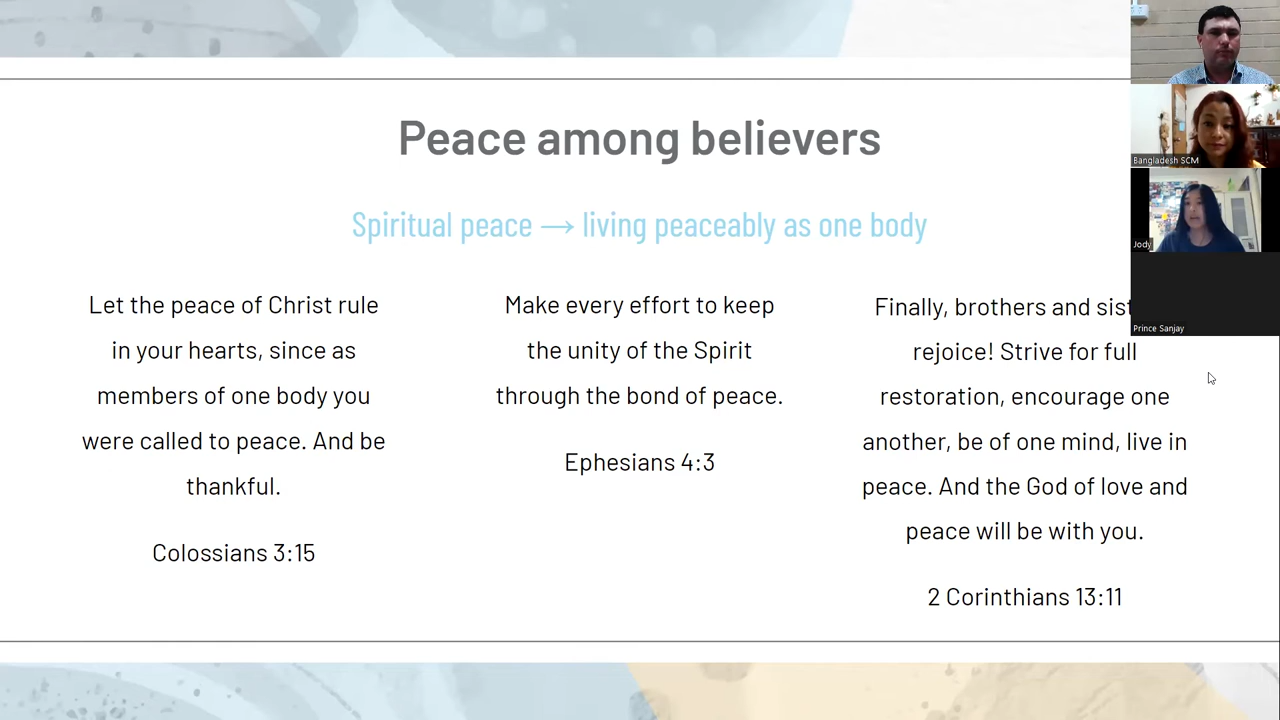 Peace among believers
Spiritual peace → living peaceably as one body
Let the peace of Christ rule
in your hearts, since as
members of one body you
were called to peace. And be
thankful.
Colossians 3:15
Make every effort to keep
the unity of the Spirit
through the bond of peace.
Ephesians 4:3
Finally, brothers and
rejoice! Strive for full
restoration, encourage one
another, be of one mind, live in
peace. And the God of love and
peace will be with you.
2 Corinthians 13:11
Bangladesh SCM
Jody
Prince Sanjay